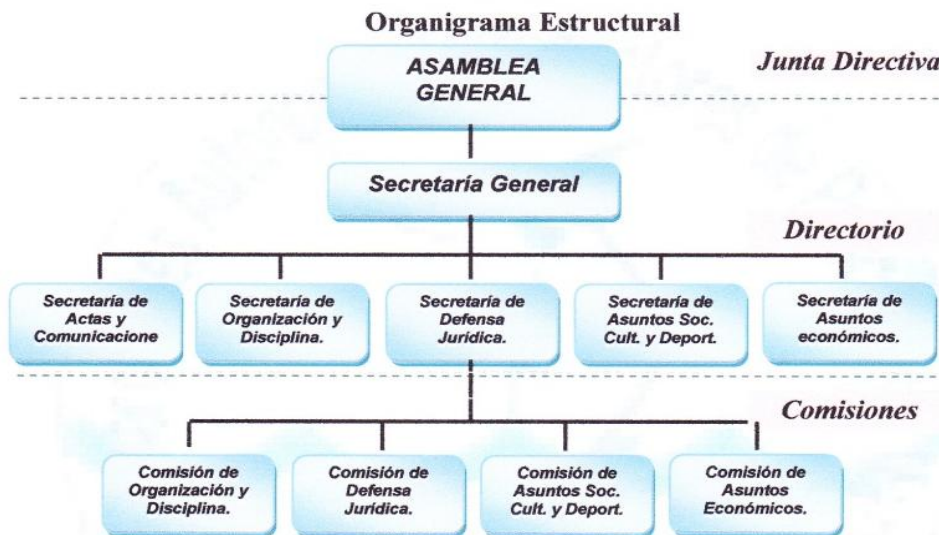 Organigrama Estructural
Junta Directiva
ASAMBLEA
GENERAL
Secretaría General
Directorio
Secretaría de
Actas y
Comunicacione
Secretaría de
Organización y
Disciplina.
Secretaría de
Defensa
Jurídica.
Secretaría de
Asuntos Soc.
Cult. y Deport.
Secretaría de
Asuntos
económicos.
Comisiones
Comisión de
Organización y
Disciplina.
Comisión de
Defensa
Jurídica.
Comisión de
Asuntos Soc.
Cult. y Deport.
Comisión de
Asuntos
Económicos.